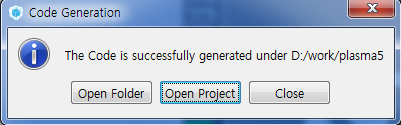 Code Generation
The Code is successfully generated under D:/work/plasma5
Open Folder
Open Project
Close